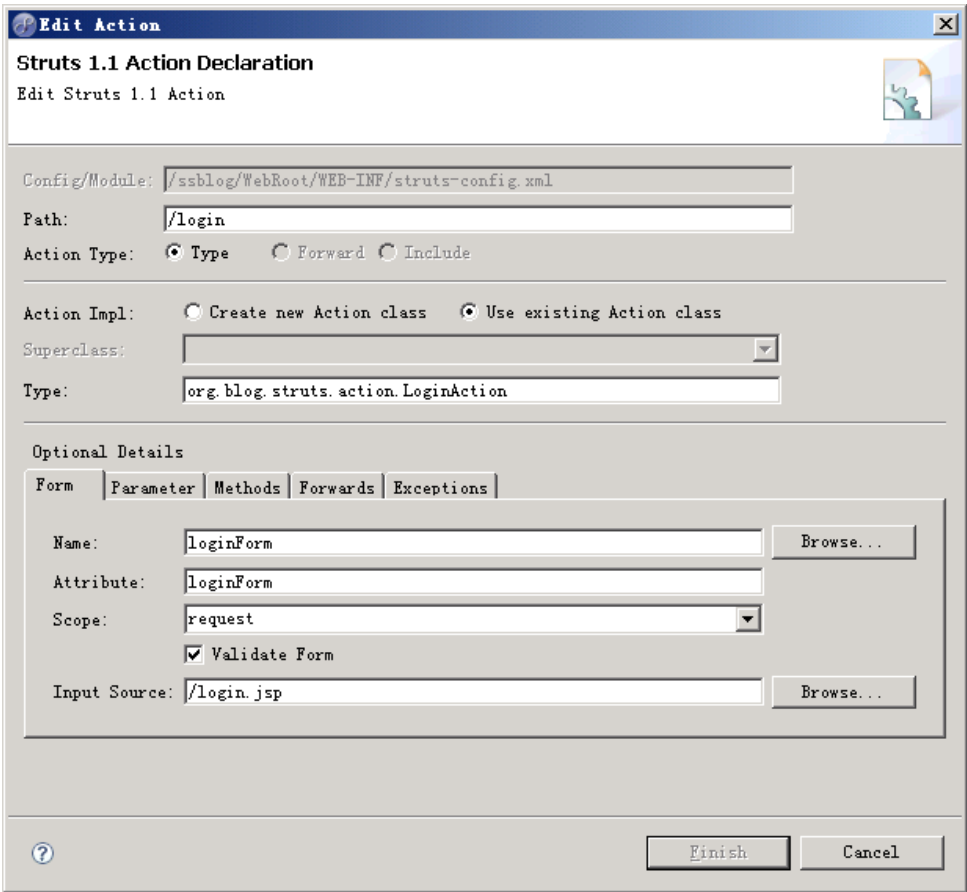 Edit Action
Struts 1.1 Action Declaration
Edit Struts 1.1 Action
Config/Module: /ssblog/WebRoot/WEB-INF/struts-config.xml
Path: /login
Action Type: Type Forward Include
Action Impl: Create new Action class Use existing Action class
Superclass:
Type: org.blog.struts.action.LoginAction
Optional Details
Form Parameter Methods Forwards Exceptions
Name: loginForm Browse...
Attribute: loginForm
Scope: request
Validate Form
Input Source: /login.jsp Browse...
? Finish Cancel